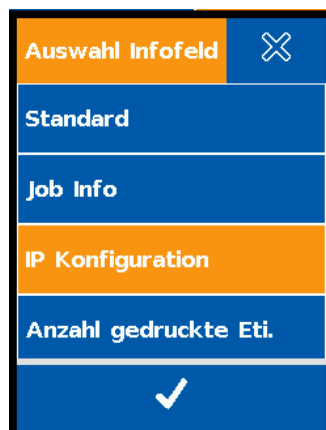 Auswahl Infofeld
Standard
Job Info
IP Konfiguration
Anzahl gedruckte Eti.